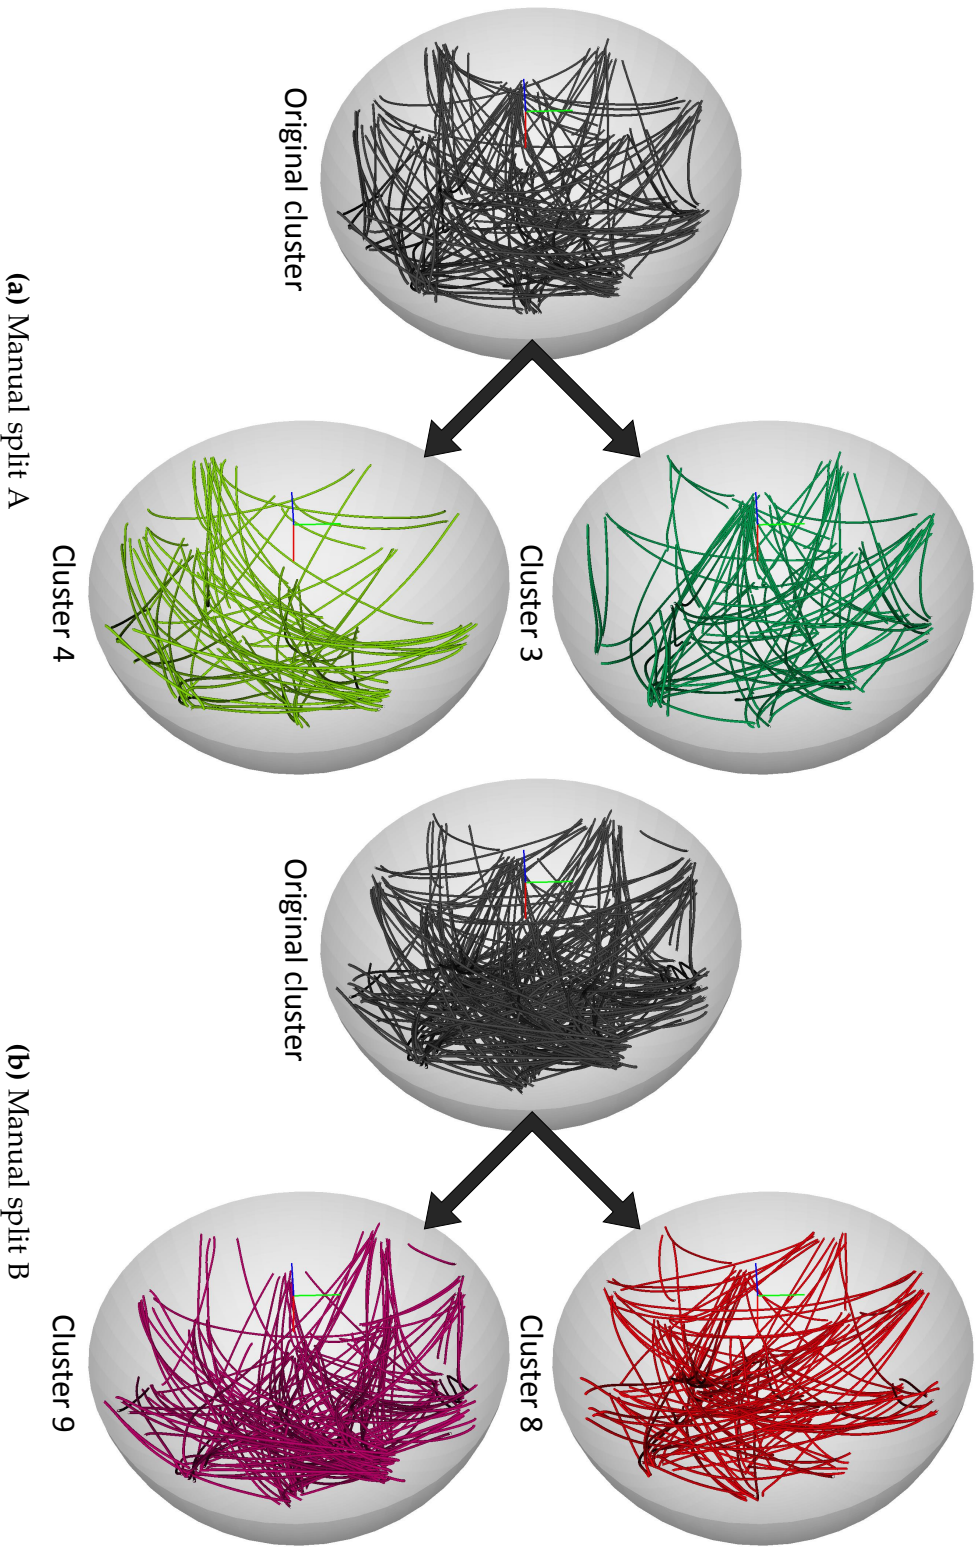 Original cluster
Cluster 3
Cluster 4
(a) Manual split A
Original cluster
Cluster 8
Cluster 9
(b) Manual split B